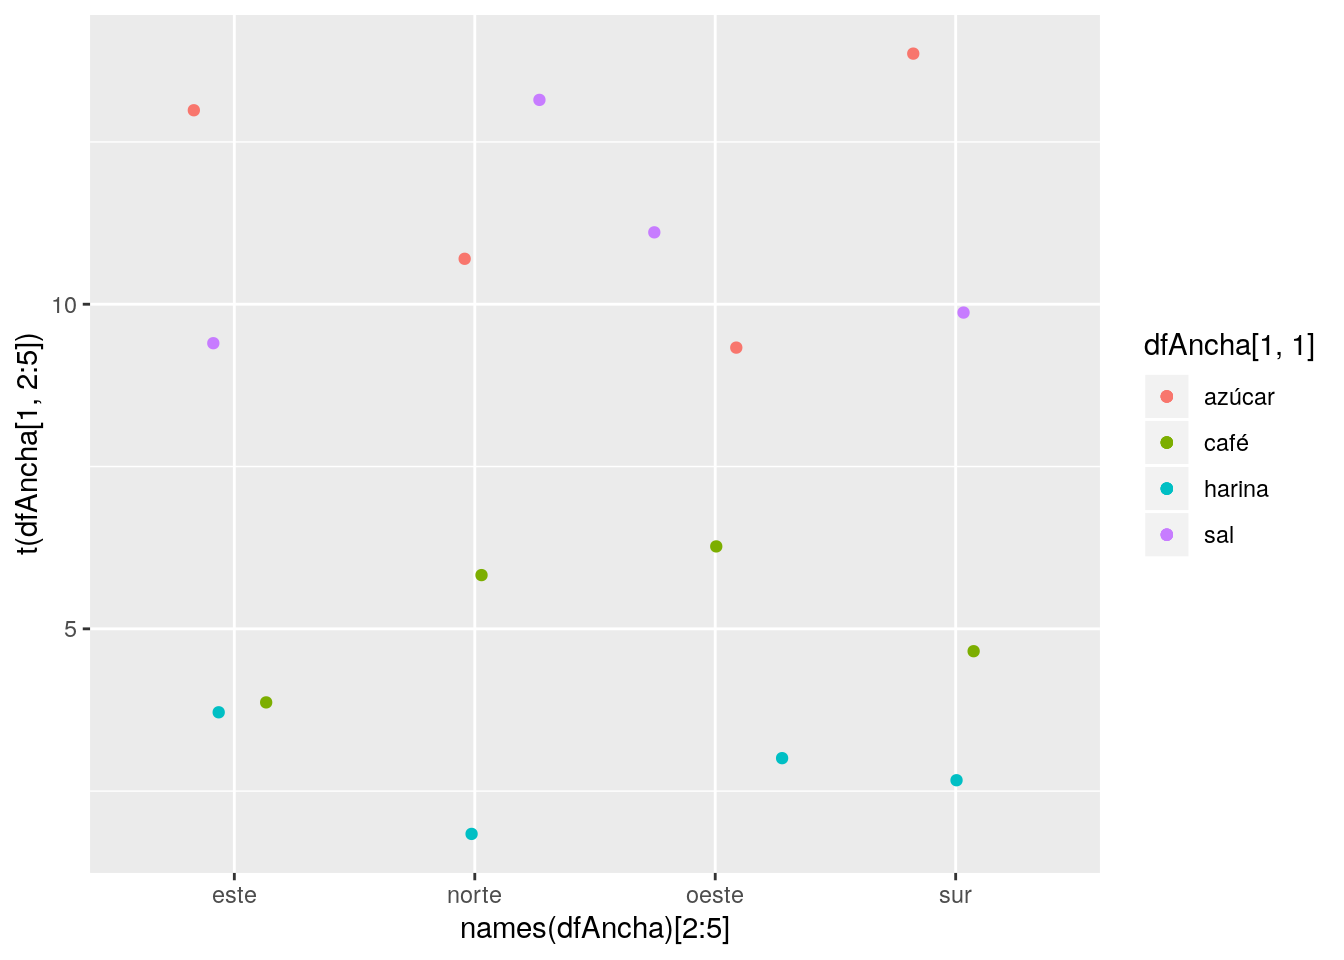 t(dfAncha[1, 2:5])
10
5
este
norte
oeste
sur
names(dfAncha)[2:5]
dfAncha[1, 1]
azúcar
café
harina
sal